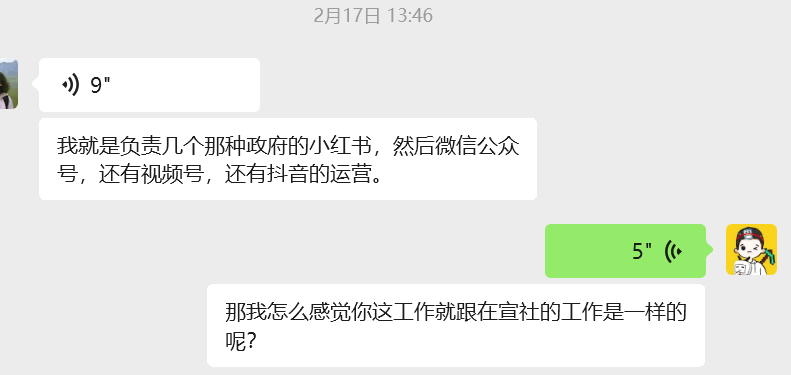 2月17日 13:46
9"
我就是负责几个那种政府的小红书，然后微信公众
号，还有视频号，还有抖音的运营。
5"
那我怎么感觉你这工作就跟在宣社的工作是一样的
呢？